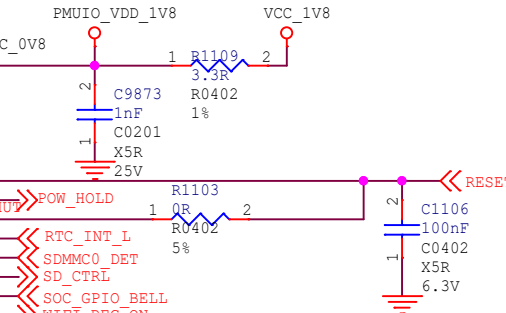 PMUIO_VDD_1V8
VCC_1V8
C_0V8
1
R1109
2
3.3R
R0402
1%
2
C9873
1nF
C0201
1
X5R
25V
RESET
POW_HOLD
R1103
1
0R
2
R0402
5%
2
C1106
100nF
C0402
1
X5R
6.3V
RTC_INT_L
SDMMC0_DET
SD_CTRL
SOC_GPIO_BELL